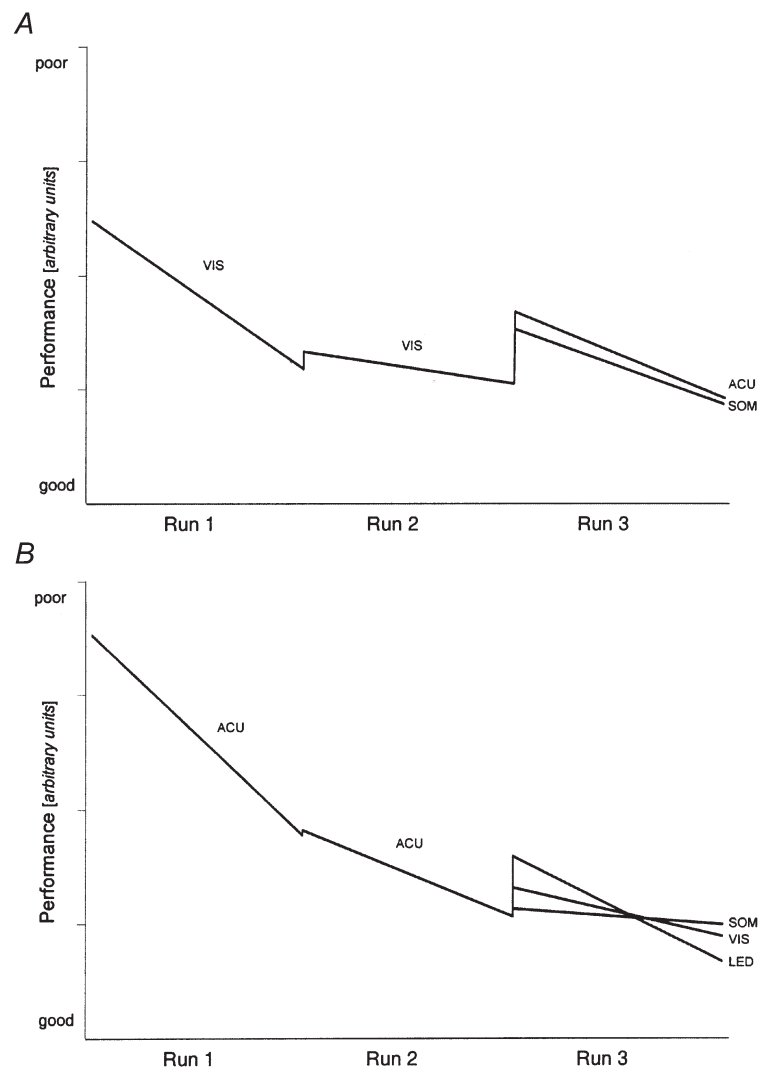 A
poor
Performance [arbitrary units]
VIS
VIS
ACU
SOM
good
Run 1 Run 2 Run 3
B
poor
Performance [arbitrary units]
ACU
ACU
SOM
VIS
LED
good
Run 1 Run 2 Run 3